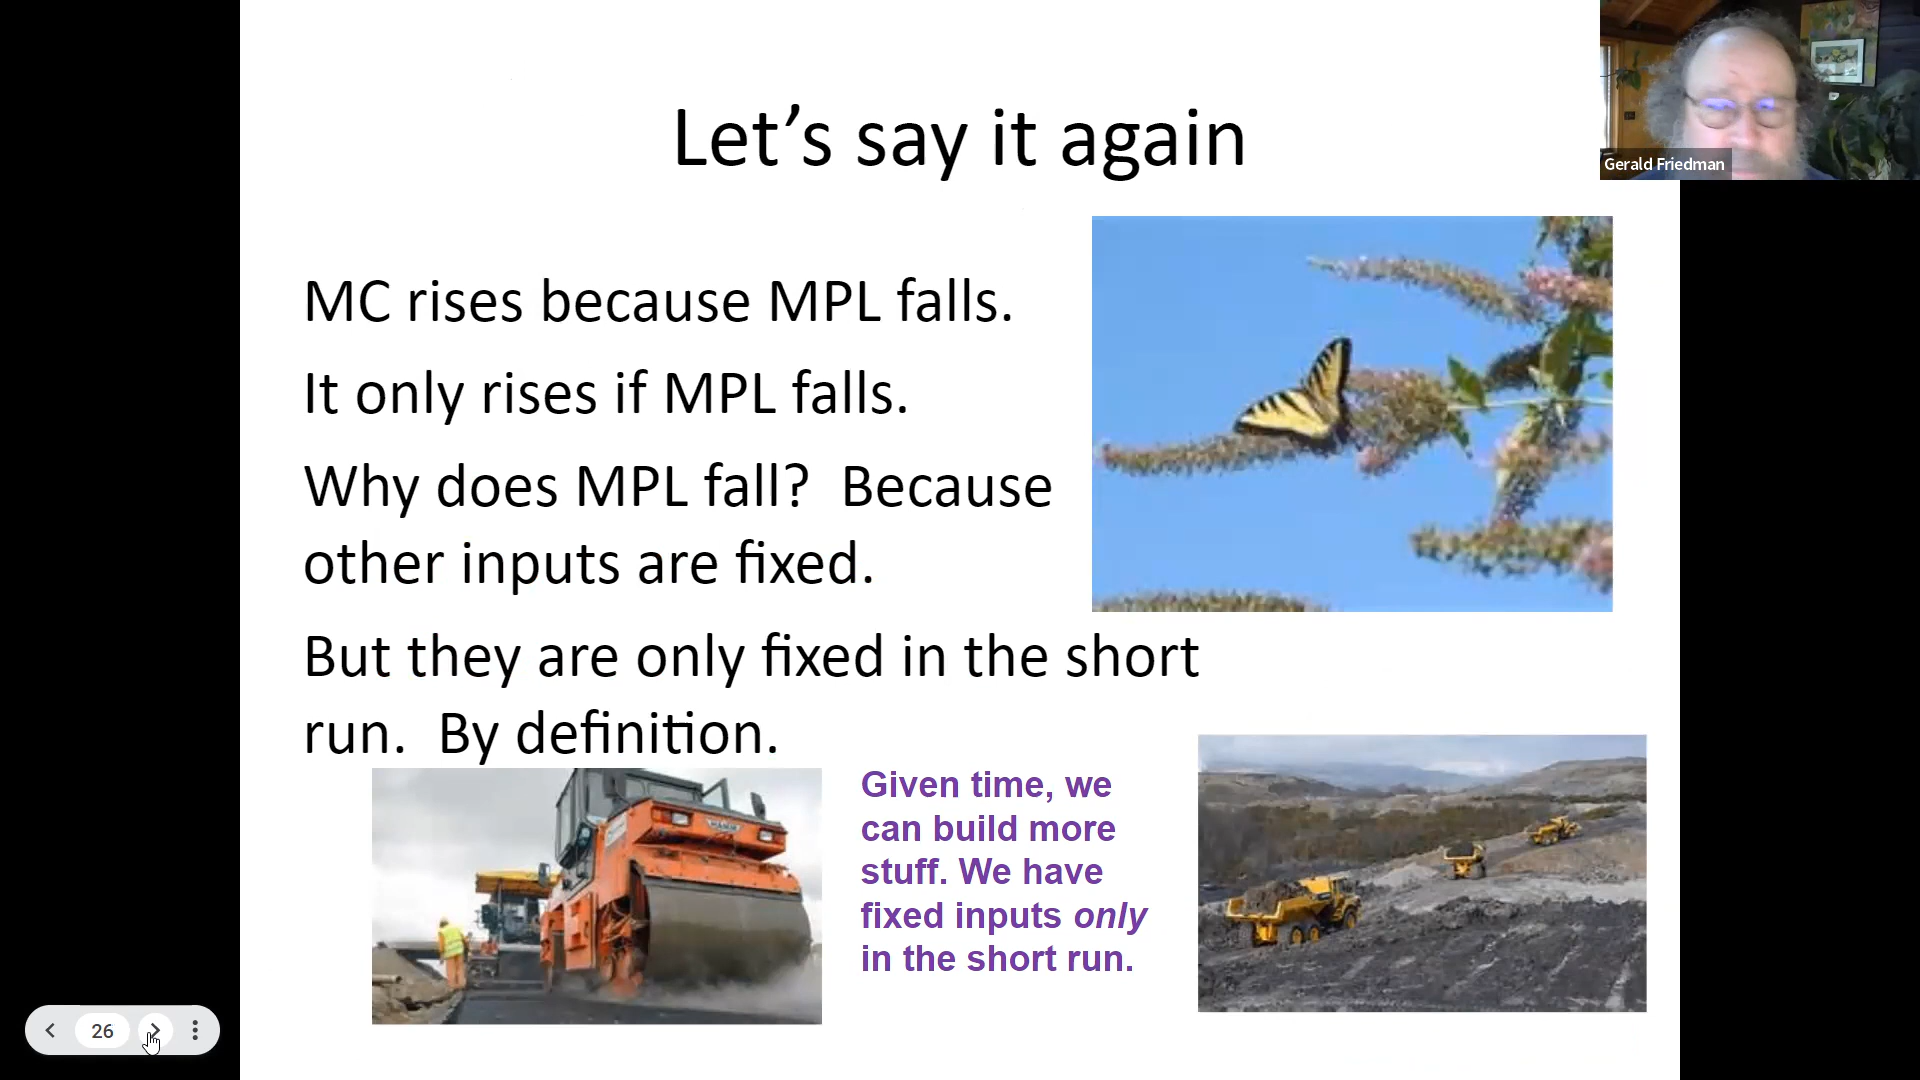 Let’s say it again
Gerald Friedman
MC rises because MPL falls.
It only rises if MPL falls.
Why does MPL fall?  Because
other inputs are fixed.
But they are only fixed in the short
run.  By definition.
Given time, we
can build more
stuff. We have
fixed inputs only
in the short run.
26